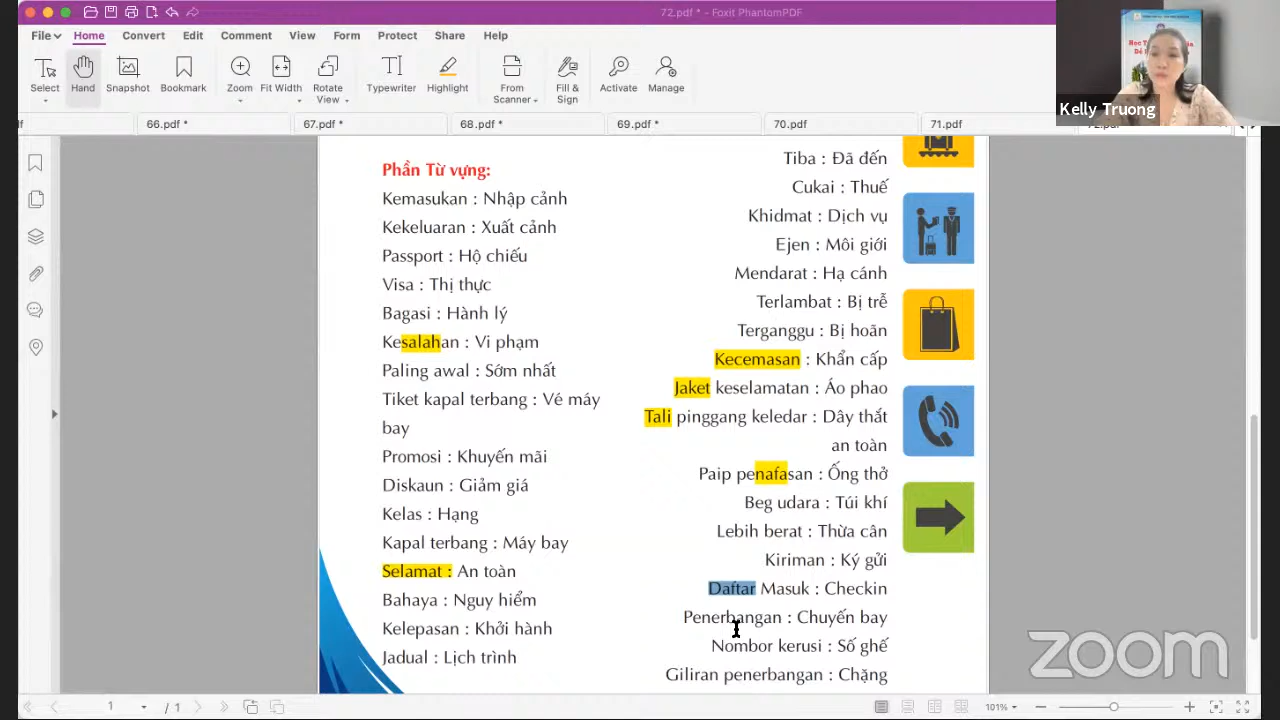 72.pdf * - Foxit PhantomPDF
File Home Convert Edit Comment View Form Protect Share Help
Select Hand Snapshot Bookmark Zoom Fit Width Rotate View Typewriter Highlight From Scanner Fill & Sign Activate Manage
Kelly Truong
66.pdf * 67.pdf * 68.pdf * 69.pdf * 70.pdf 71.pdf
Phần Từ vựng:
Kemasukan : Nhập cảnh
Kekeluaran : Xuất cảnh
Passport : Hộ chiếu
Visa : Thị thực
Bagasi : Hành lý
Kesalahan : Vi phạm
Paling awal : Sớm nhất
Tiket kapal terbang : Vé máy
bay
Promosi : Khuyến mãi
Diskaun : Giảm giá
Kelas : Hạng
Kapal terbang : Máy bay
Selamat : An toàn
Bahaya : Nguy hiểm
Kelepasan : Khởi hành
Jadual : Lịch trình
Tiba : Đã đến
Cukai : Thuế
Khidmat : Dịch vụ
Ejen : Môi giới
Mendarat : Hạ cánh
Terlambat : Bị trễ
Terganggu : Bị hoãn
Kecemasan : Khẩn cấp
Jaket keselamatan : Áo phao
Tali pinggang keledar : Dây thắt
an toàn
Paip penafasan : Ống thở
Beg udara : Túi khí
Lebih berat : Thừa cân
Kiriman : Ký gửi
Daftar Masuk : Checkin
Penerbangan : Chuyến bay
Nombor kerusi : Số ghế
Giliran penerbangan : Chặng
zoom
1 / 1 101%